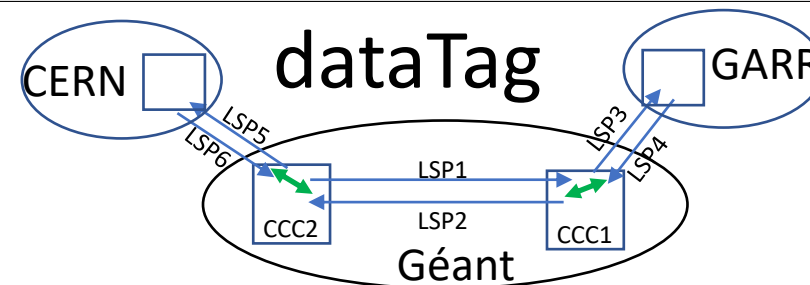 dataTag
CERN
GARR
LSP5
LSP6
LSP3
LSP4
LSP1
LSP2
CCC2
CCC1
Géant